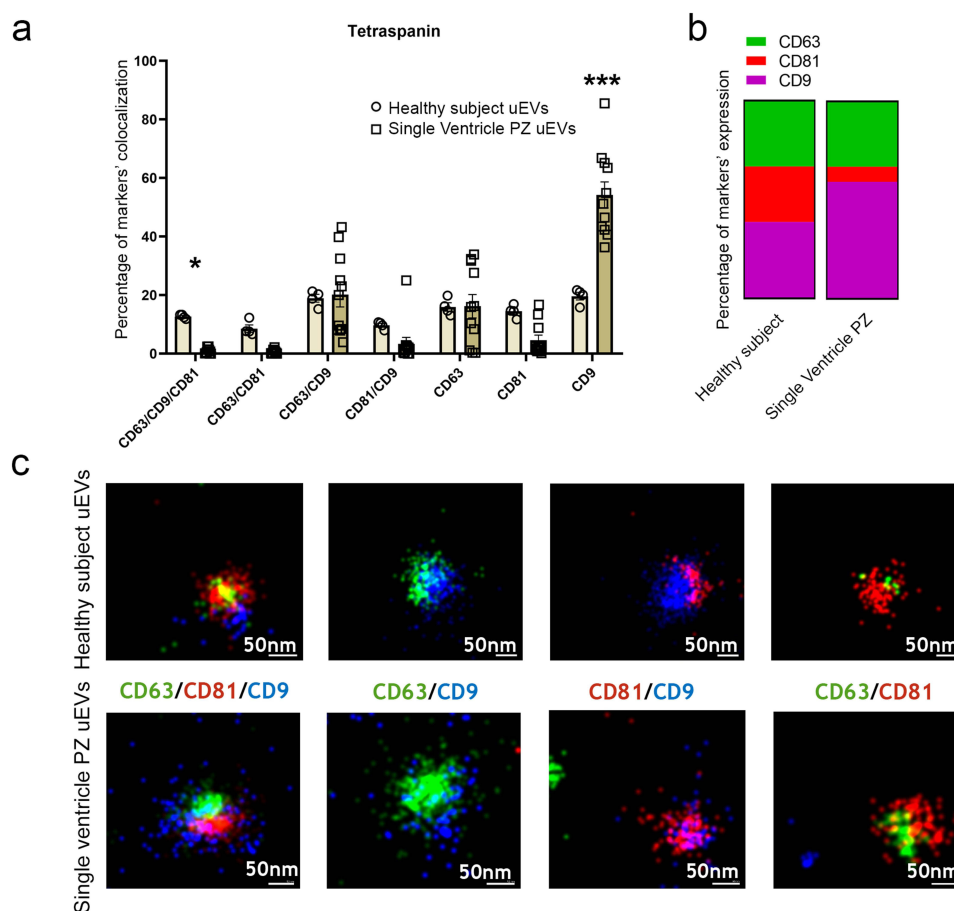 a
Tetraspanin
Percentage of markers' colocalization
100
80
60
40
20
0
Healthy subject uEVs
Single Ventricle PZ uEVs
*
***
CD63/CD9/CD81
CD63/CD81
CD63/CD9
CD81/CD9
CD63
CD81
CD9
b
CD63
CD81
CD9
Percentage of markers' expression
Healthy subject
Single Ventricle PZ
c
Healthy subject uEVs
50nm
50nm
50nm
50nm
CD63/CD81/CD9
CD63/CD9
CD81/CD9
CD63/CD81
Single ventricle PZ uEVs
50nm
50nm
50nm
50nm